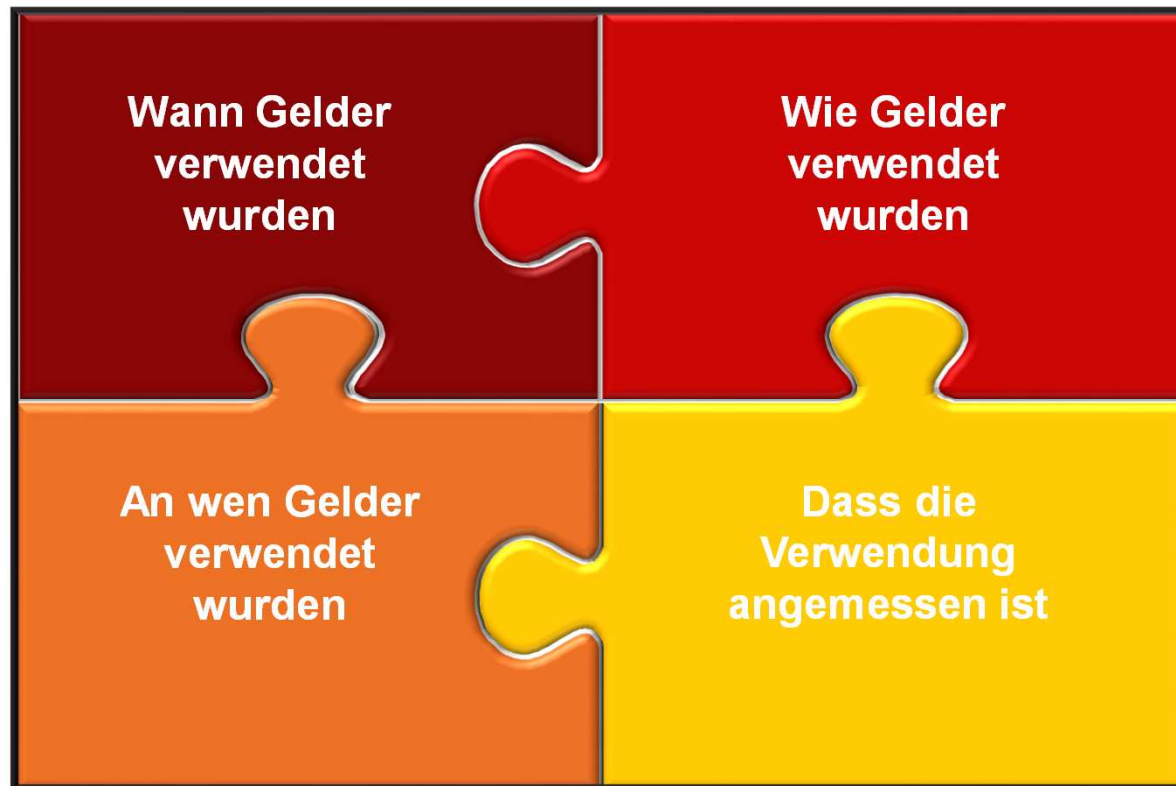 Wann Gelder
verwendet
wurden
Wie Gelder
verwendet
wurden
An wen Gelder
verwendet
wurden
Dass die
Verwendung
angemessen ist